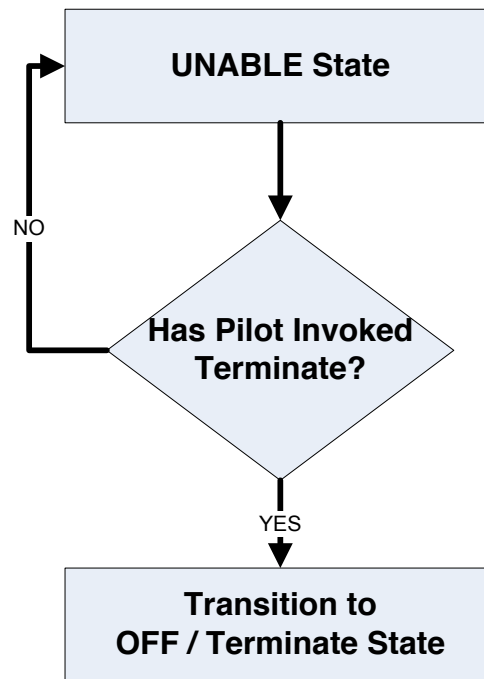 UNABLE State
NO
Has Pilot Invoked
Terminate?
YES
Transition to
OFF / Terminate State